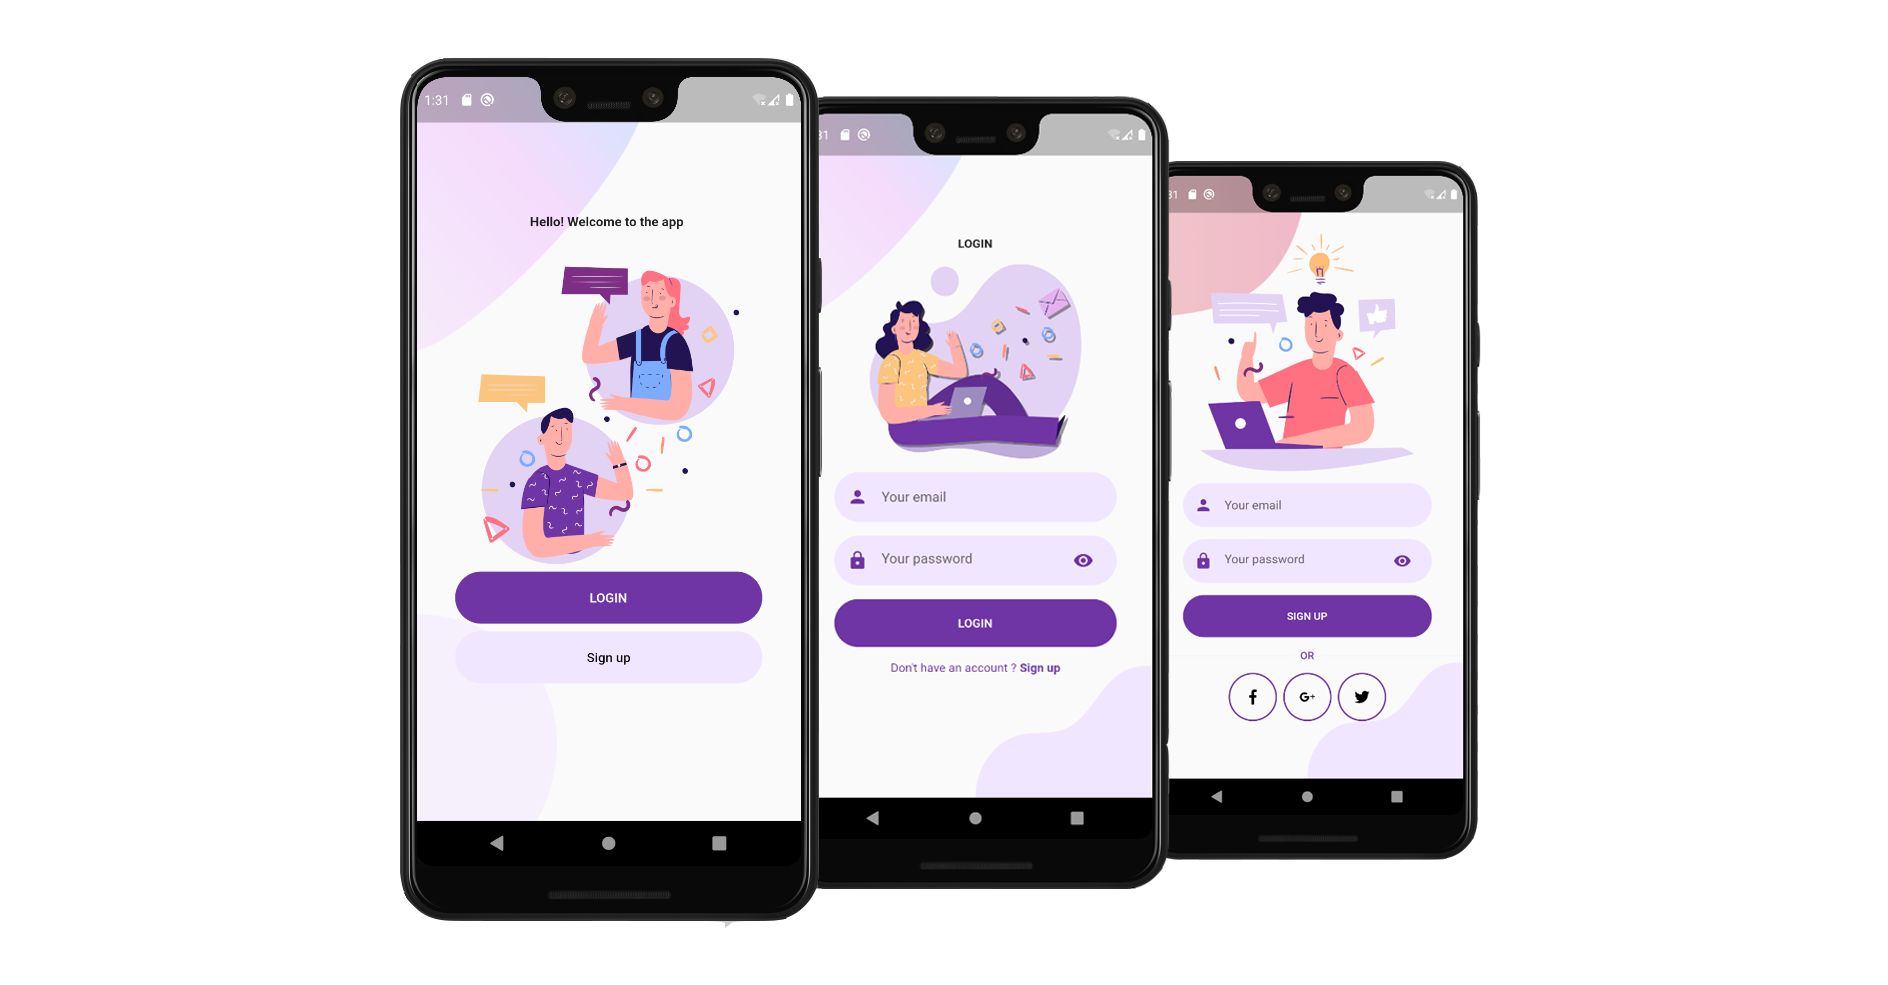 1:31
Hello! Welcome to the app
LOGIN
Sign up
31
LOGIN
Your email
Your password
LOGIN
Don't have an account ? Sign up
31
Your email
Your password
SIGN UP
OR
f
G+